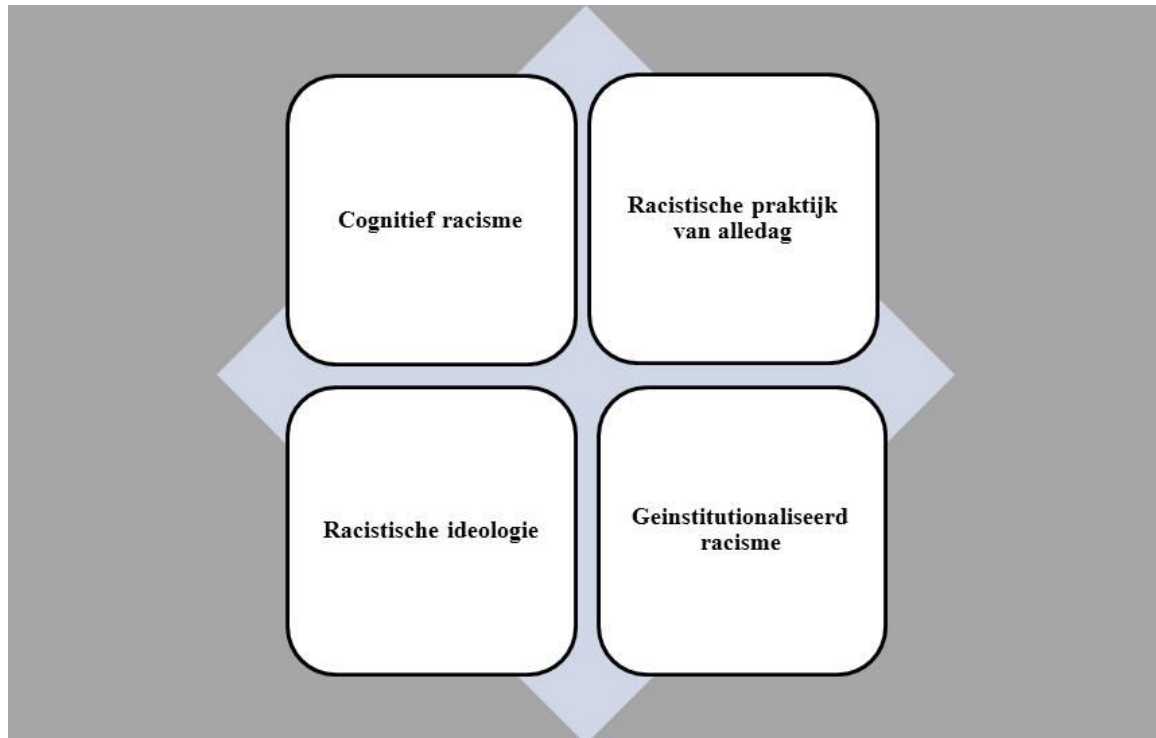 Cognitief racisme
Racistische praktijk
van alledag
Racistische ideologie
Geinstitutionaliseerd
racisme